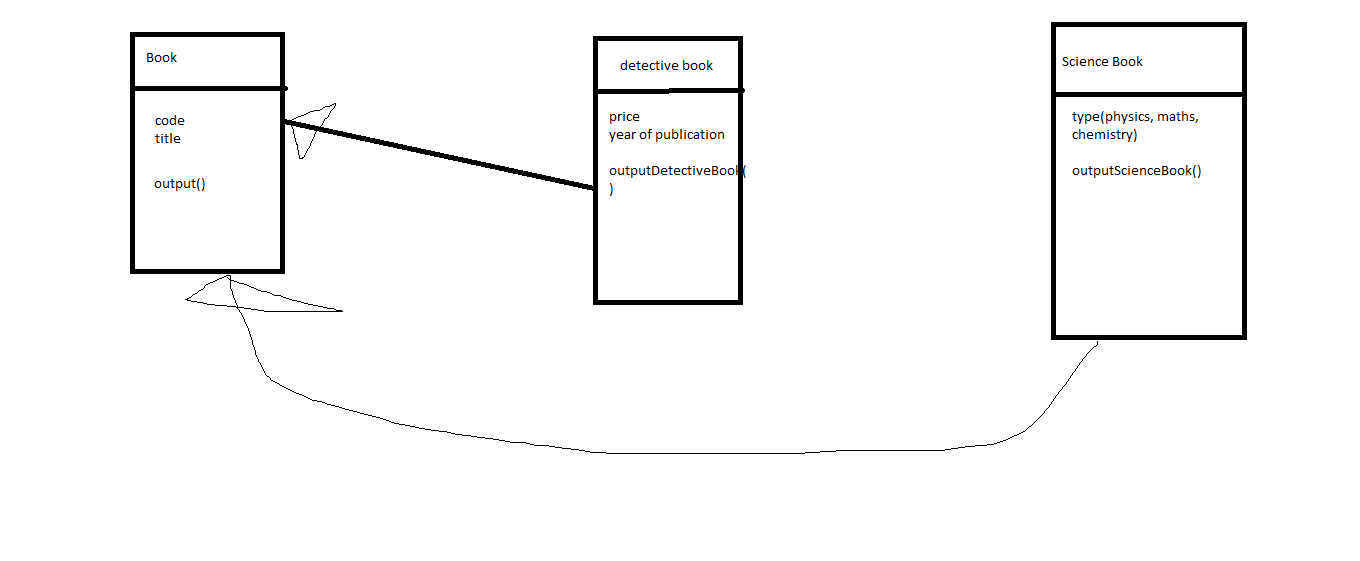 Book
code
title
output()
detective book
price
year of publication
outputDetectiveBook(
)
Science Book
type(physics, maths,
chemistry)
outputScienceBook()